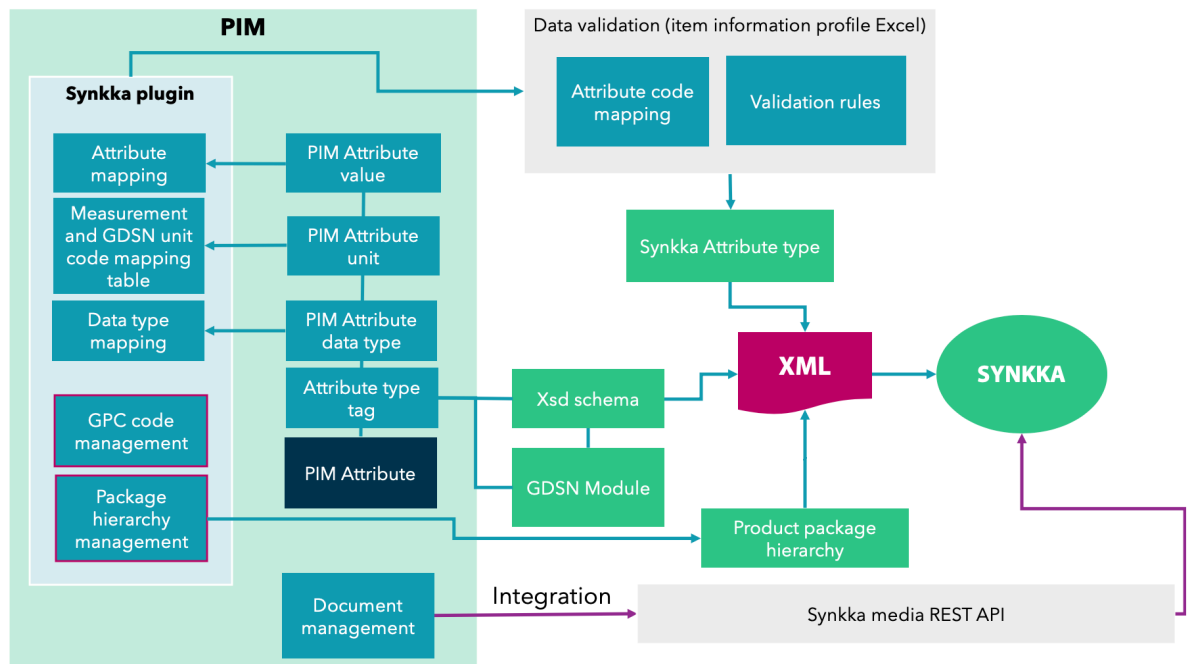 PIM
Data validation (item information profile Excel)
Attribute code
mapping
Validation rules
Synkka plugin
Attribute
mapping
PIM Attribute
value
Measurement
and GDSN unit
code mapping
table
PIM Attribute
unit
Synkka Attribute type
Data type
mapping
PIM Attribute
data type
XML
SYNKKA
Attribute type
tag
Xsd schema
GPC code
management
PIM Attribute
GDSN Module
Package
hierarchy
management
Product package
hierarchy
Document
management
Integration
Synkka media REST API